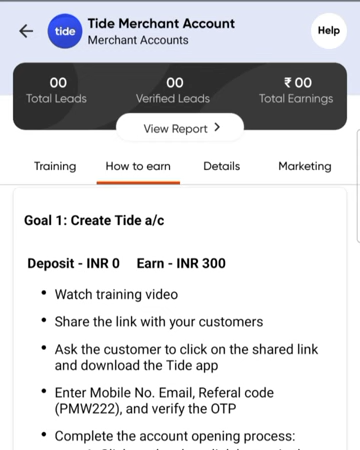 tide
Tide Merchant Account
Merchant Accounts
Help
00
Total Leads
00
Verified Leads
₹ 00
Total Earnings
View Report
Training
How to earn
Details
Marketing
Goal 1: Create Tide a/c
Deposit - INR 0 Earn - INR 300
• Watch training video
• Share the link with your customers
• Ask the customer to click on the shared link
and download the Tide app
• Enter Mobile No. Email, Referal code
(PMW222), and verify the OTP
• Complete the account opening process: